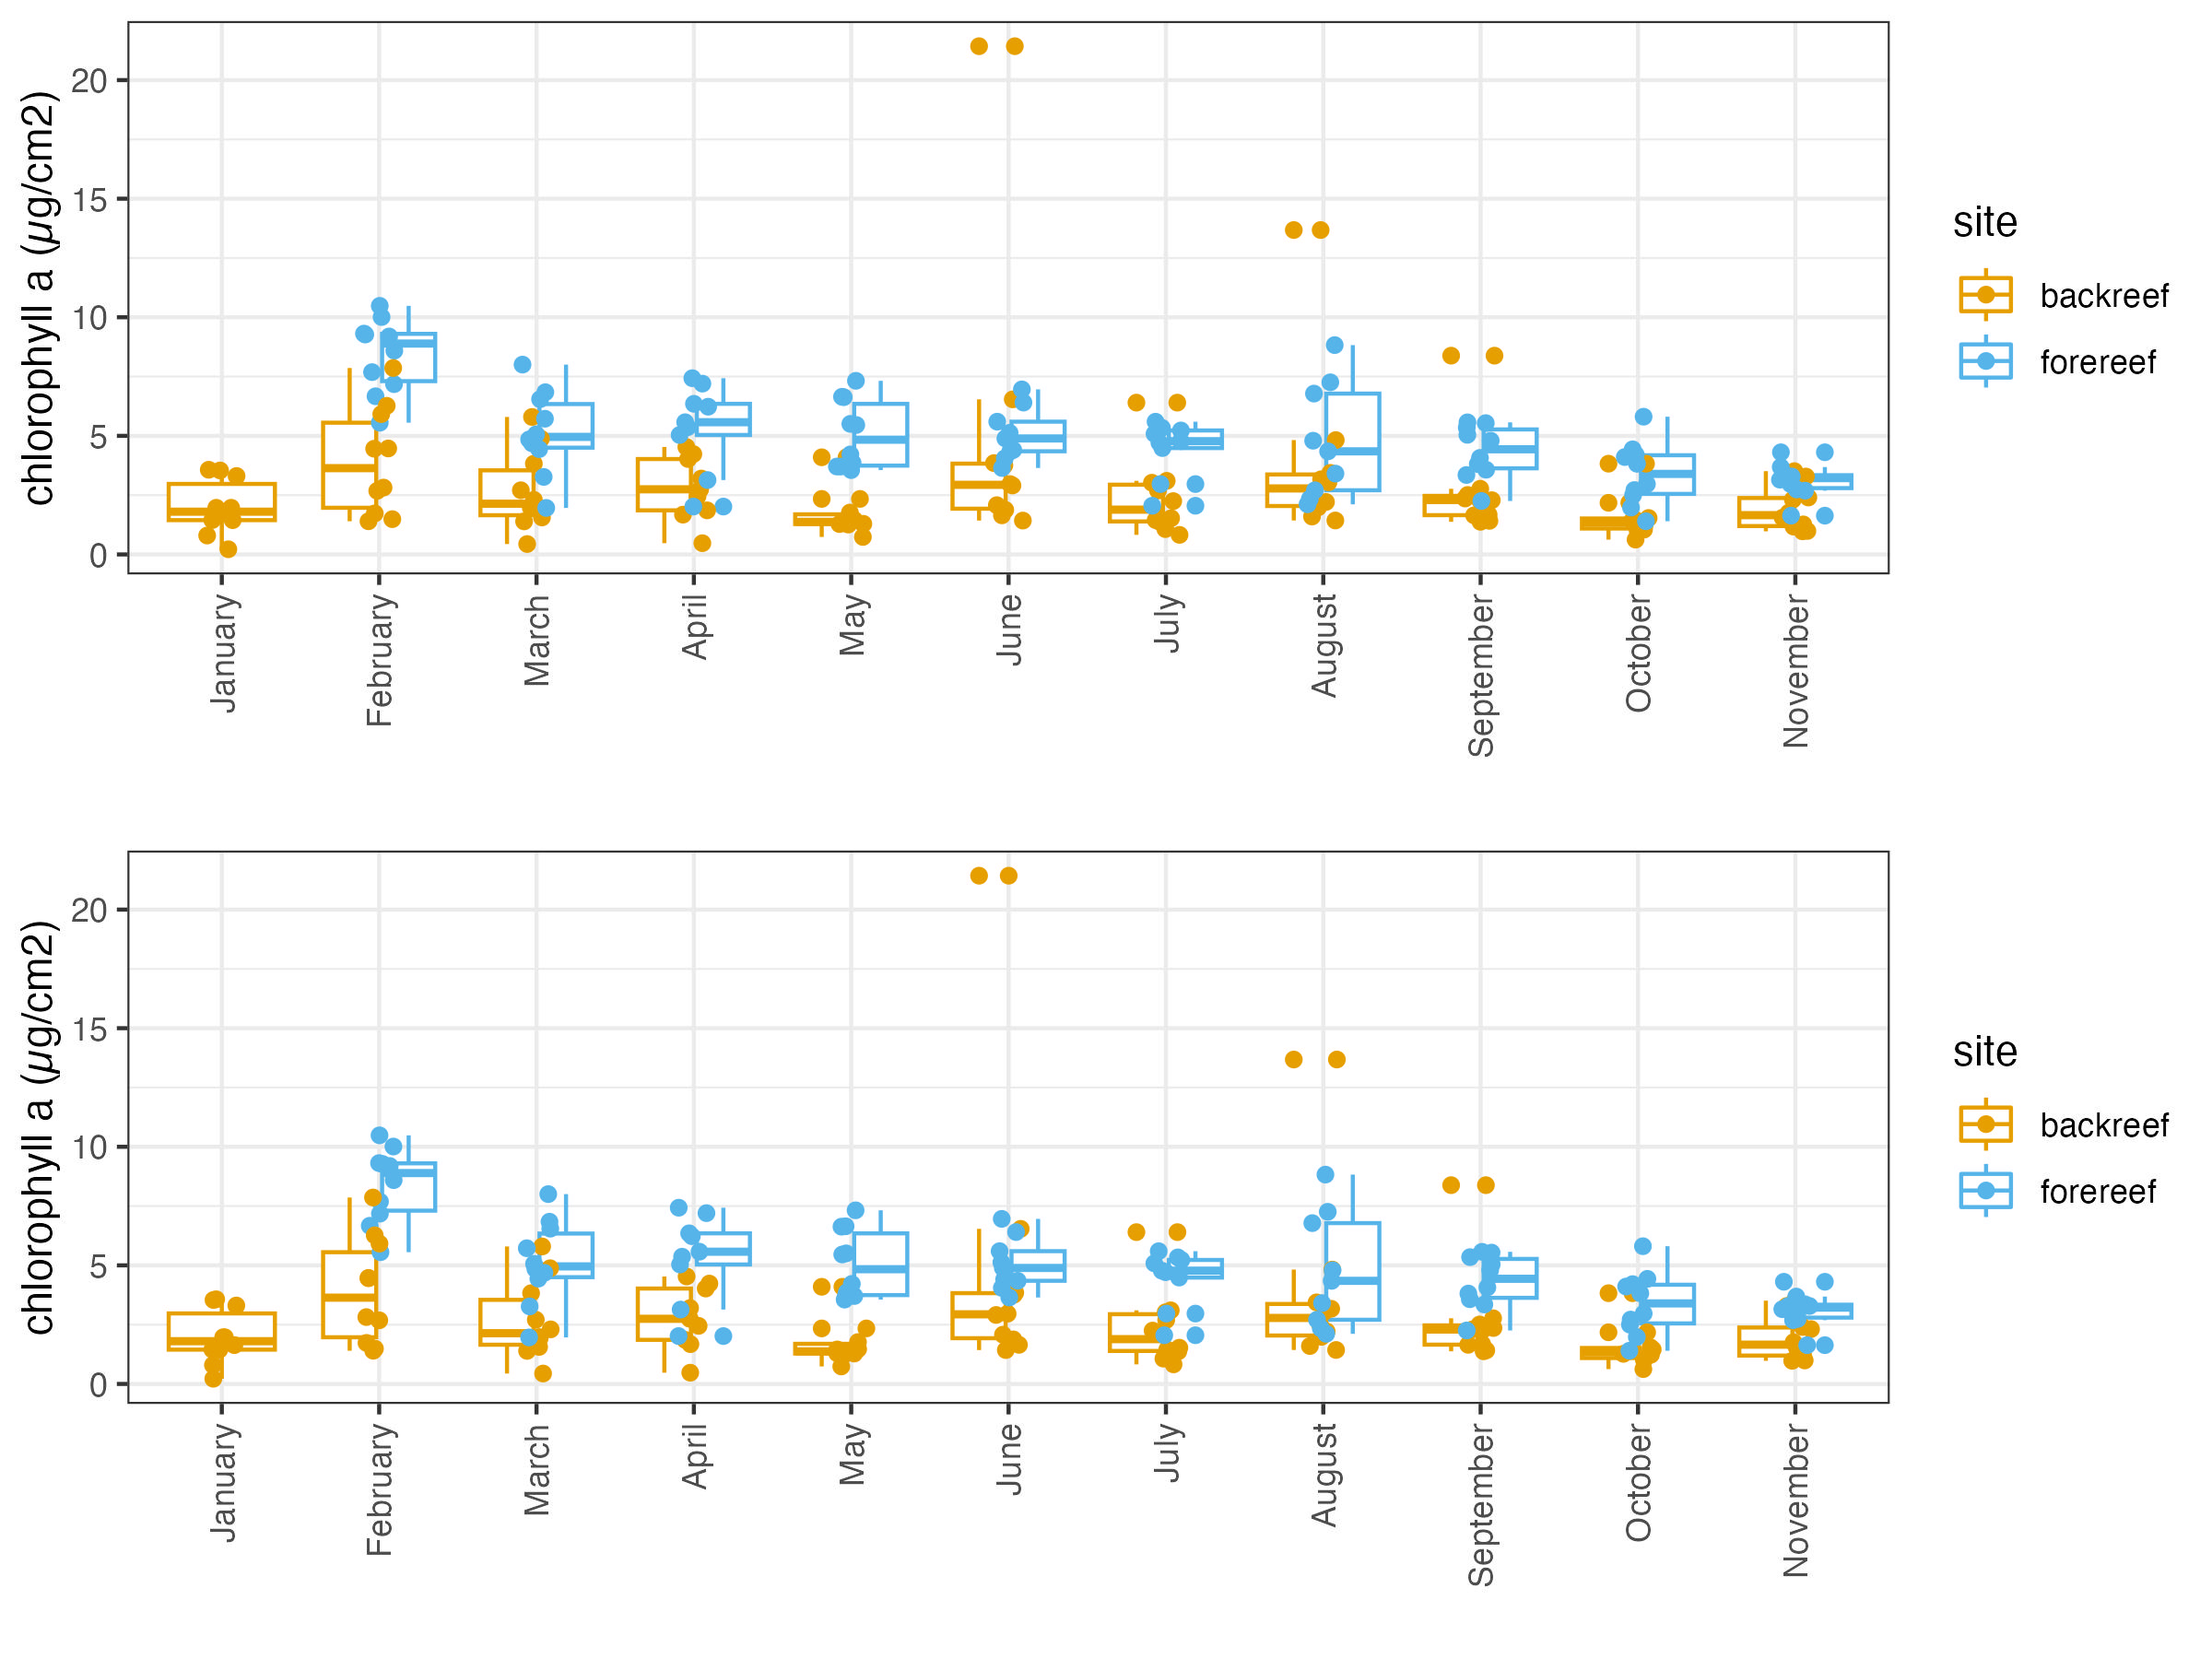 chlorophyll a (µg/cm2)
20
15
10
5
0
January
February
March
April
May
June
July
August
September
October
November
site
backreef
forereef
chlorophyll a (µg/cm2)
20
15
10
5
0
January
February
March
April
May
June
July
August
September
October
November
site
backreef
forereef